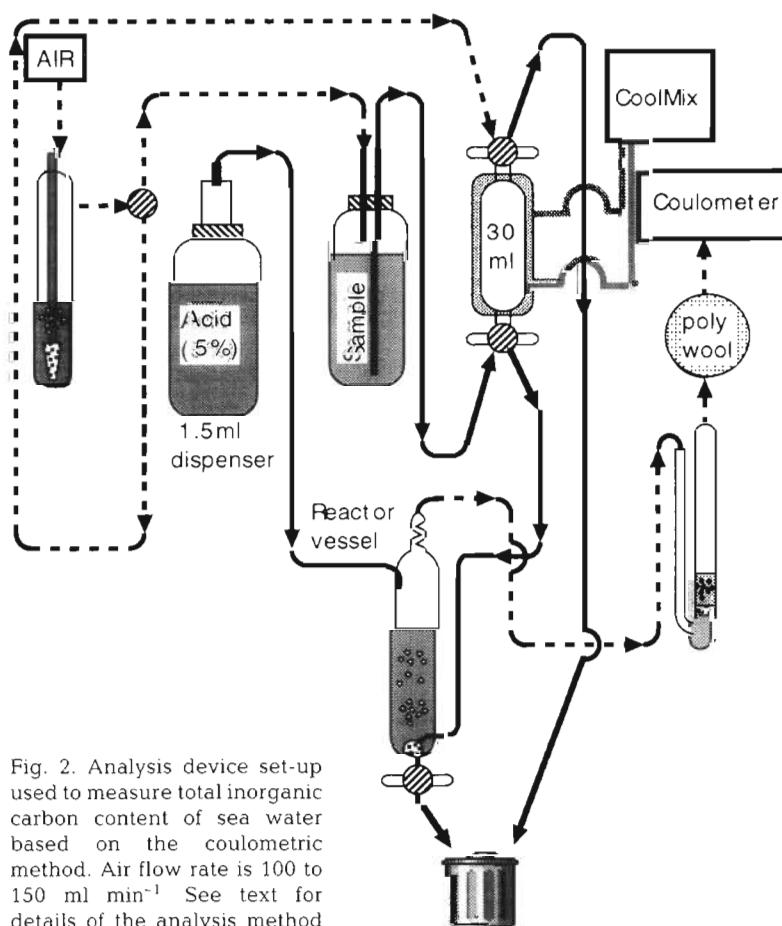 AIR
CoolMix
Coulometer
30
ml
poly
wool
Acid
(5%)
Sample
1.5ml
dispenser
Reactor
vessel
Fig. 2. Analysis device set-up
used to measure total inorganic
carbon content of sea water
based on the coulometric
method. Air flow rate is 100 to
150 ml min⁻¹ See text for
details of the analysis method